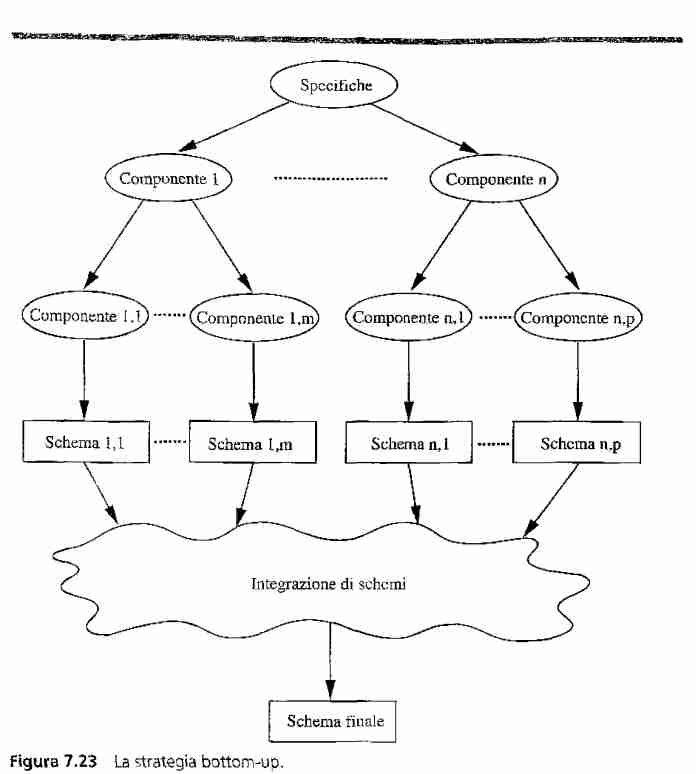 Specifiche
Componente 1 Componente n
Componente 1,1 Componente 1,m Componente n,1 Componente n,p
Schema 1,1 Schema 1,m Schema n,1 Schema n,p
Integrazione di schemi
Schema finale
Figura 7.23 La strategia bottom-up.